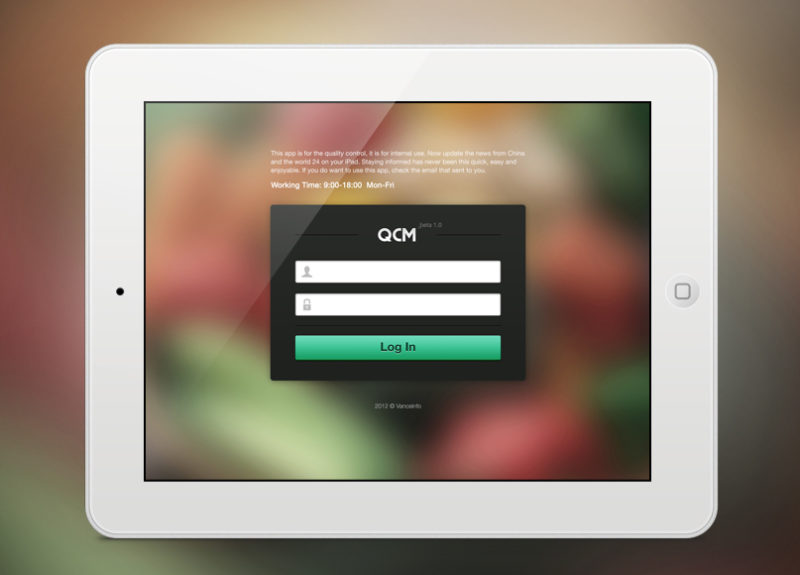 This app is for the quality control. It is for internal use. Now update the news from China
and the world 24 on your iPad. Staying informed has never been this quick, easy and
enjoyable. If you do want to use this app, check the email that sent to you.
Working Time: 9:00-18:00 Mon-Fri
QCM beta 1.0
Log In
2012 © VanceInfo